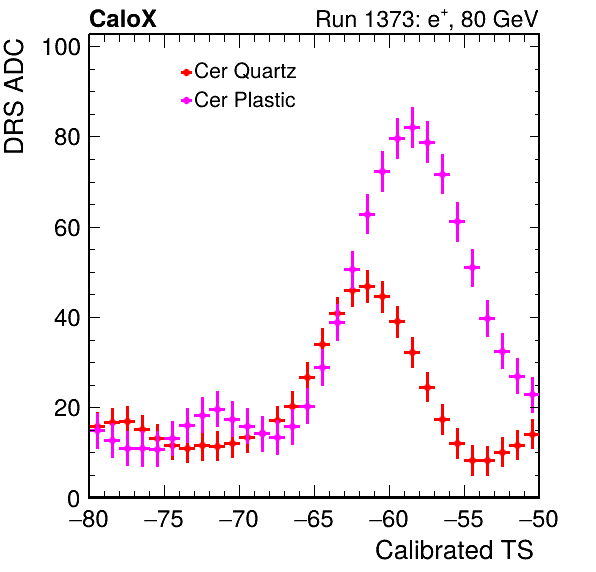 CaloX Run 1373: e⁺, 80 GeV
DRS ADC
Cer Quartz
Cer Plastic
100
80
60
40
20
0
−80 −75 −70 −65 −60 −55 −50
Calibrated TS